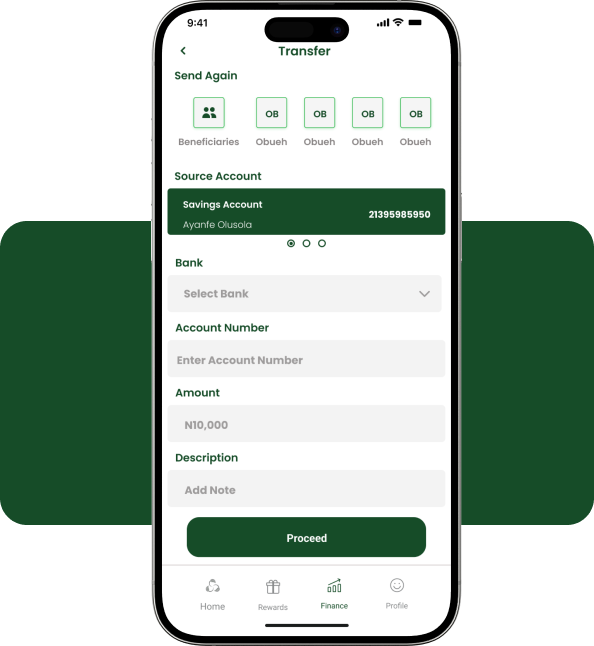 9:41
Transfer
Send Again
OB OB OB OB
Beneficiaries Obueh Obueh Obueh Obueh
Source Account
Savings Account
21395985950
Ayanfe Olusola
Bank
Select Bank
Account Number
Enter Account Number
Amount
N10,000
Description
Add Note
Proceed
Home Rewards Finance Profile